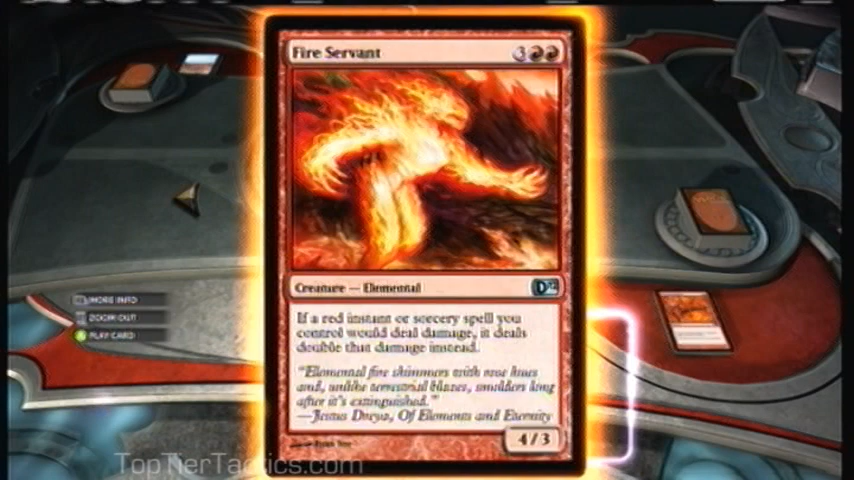 Fire Servant
3
Creature — Elemental
If a red instant or sorcery spell you
control would deal damage, it deals
double that damage instead.
"Elemental fire shimmers with wee hues
and, unlike terrestrial blazes, smolders long
after it's extinguished."
—Jestus Dreya, Of Elements and Eternity
4/3
MORE INFO
ZOOM OUT
PLAY CARD
TopTierTactics.com